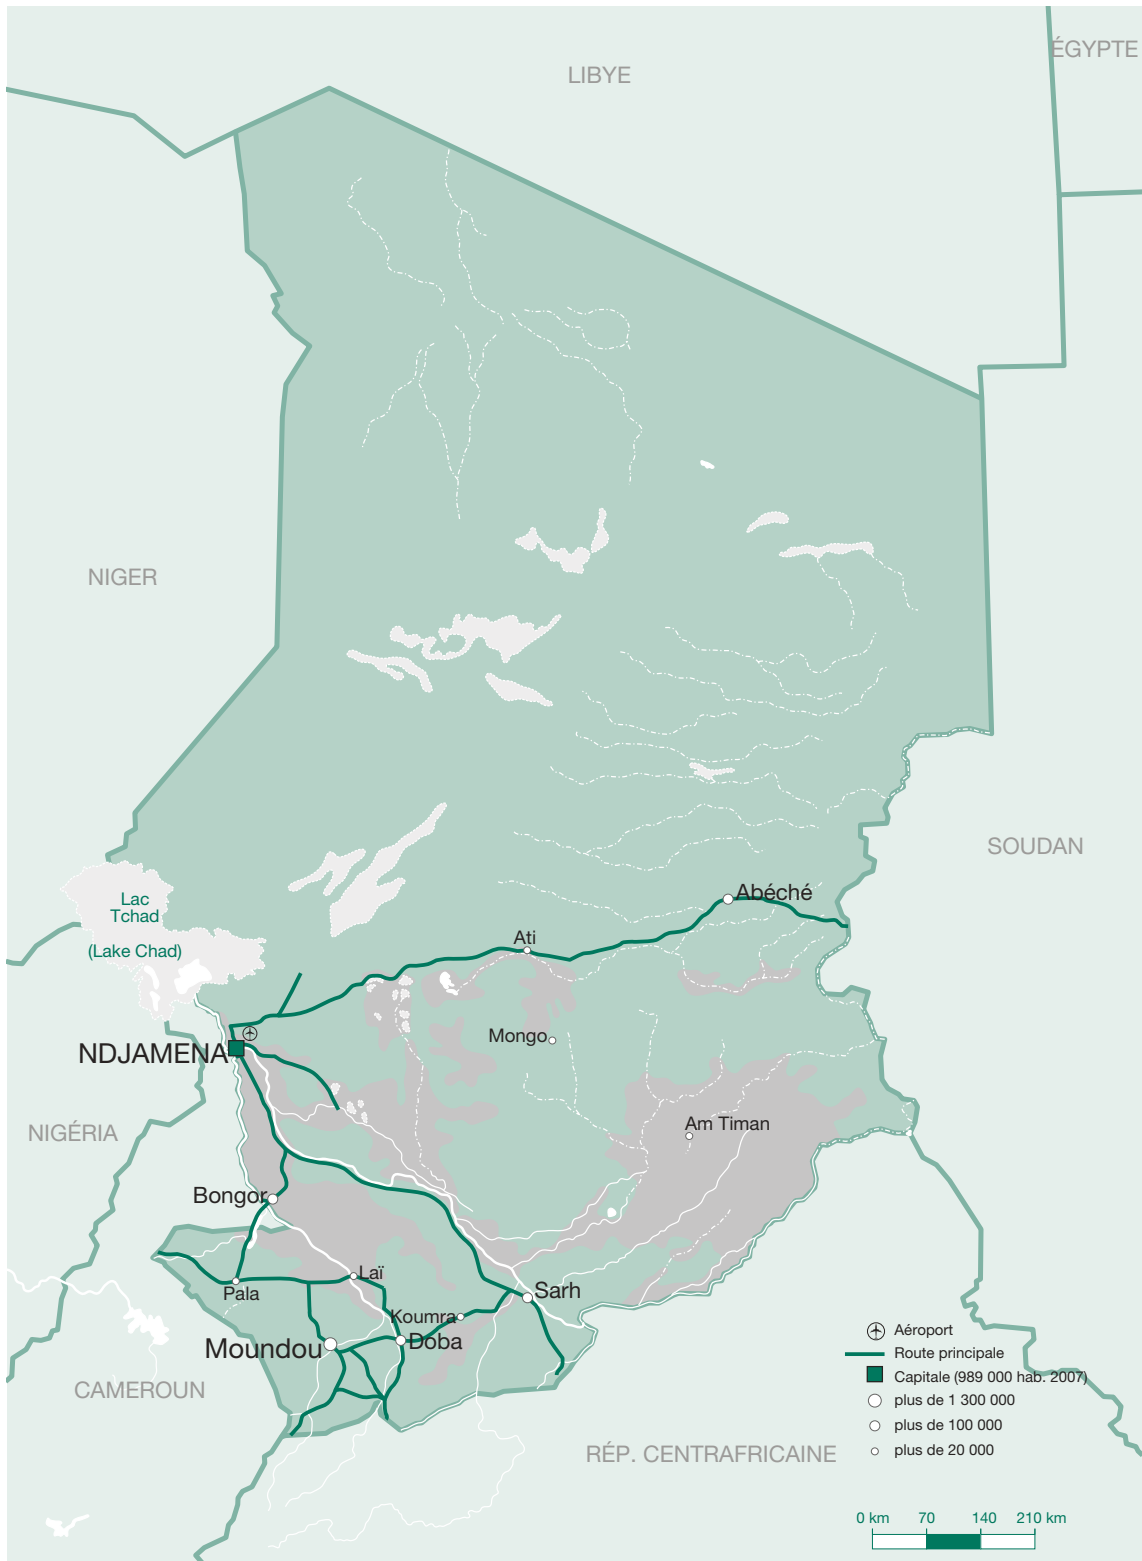 ÉGYPTE
LIBYE
NIGER
SOUDAN
Abéché
Lac
Tchad
(Lake Chad)
Ati
Mongo
NDJAMENA
Am Timan
NIGÉRIA
Bongor
Laï
Pala
Sarh
Koumra
Doba
Moundou
CAMEROUN
RÉP. CENTRAFRICAINE
Aéroport
Route principale
Capitale (989 000 hab. 2007)
plus de 1 300 000
plus de 100 000
plus de 20 000
0 km 70 140 210 km